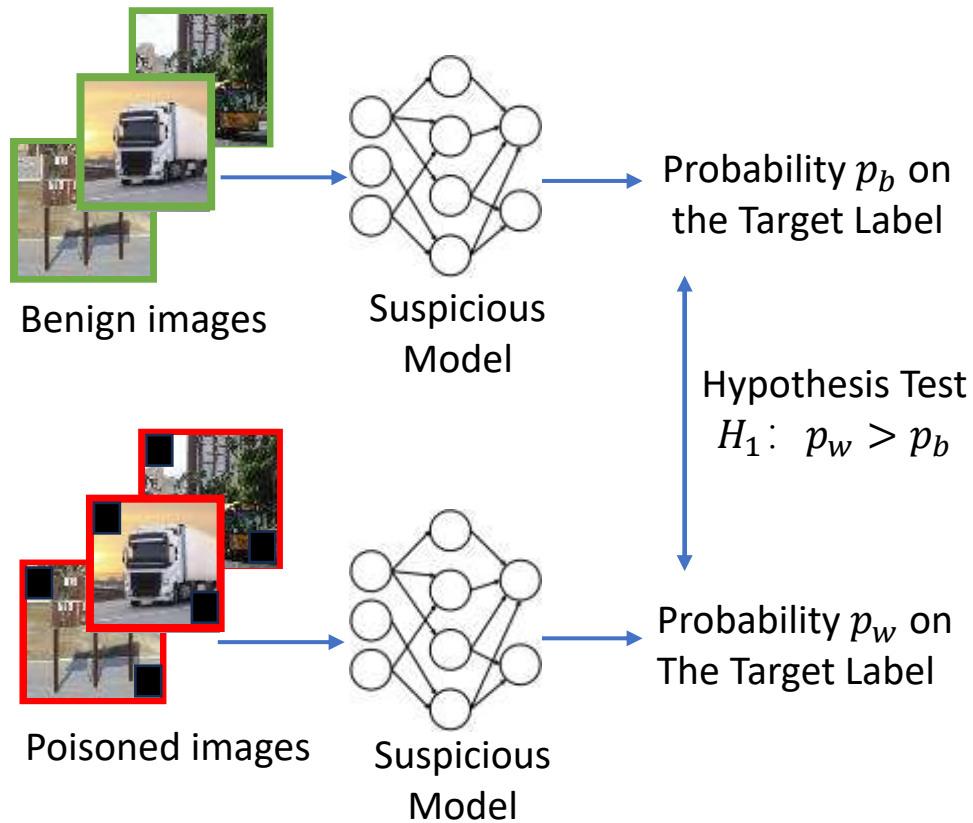 Probability p_b on
the Target Label
Benign images
Suspicious
Model
Hypothesis Test
H_1: p_w > p_b
Probability p_w on
The Target Label
Poisoned images
Suspicious
Model